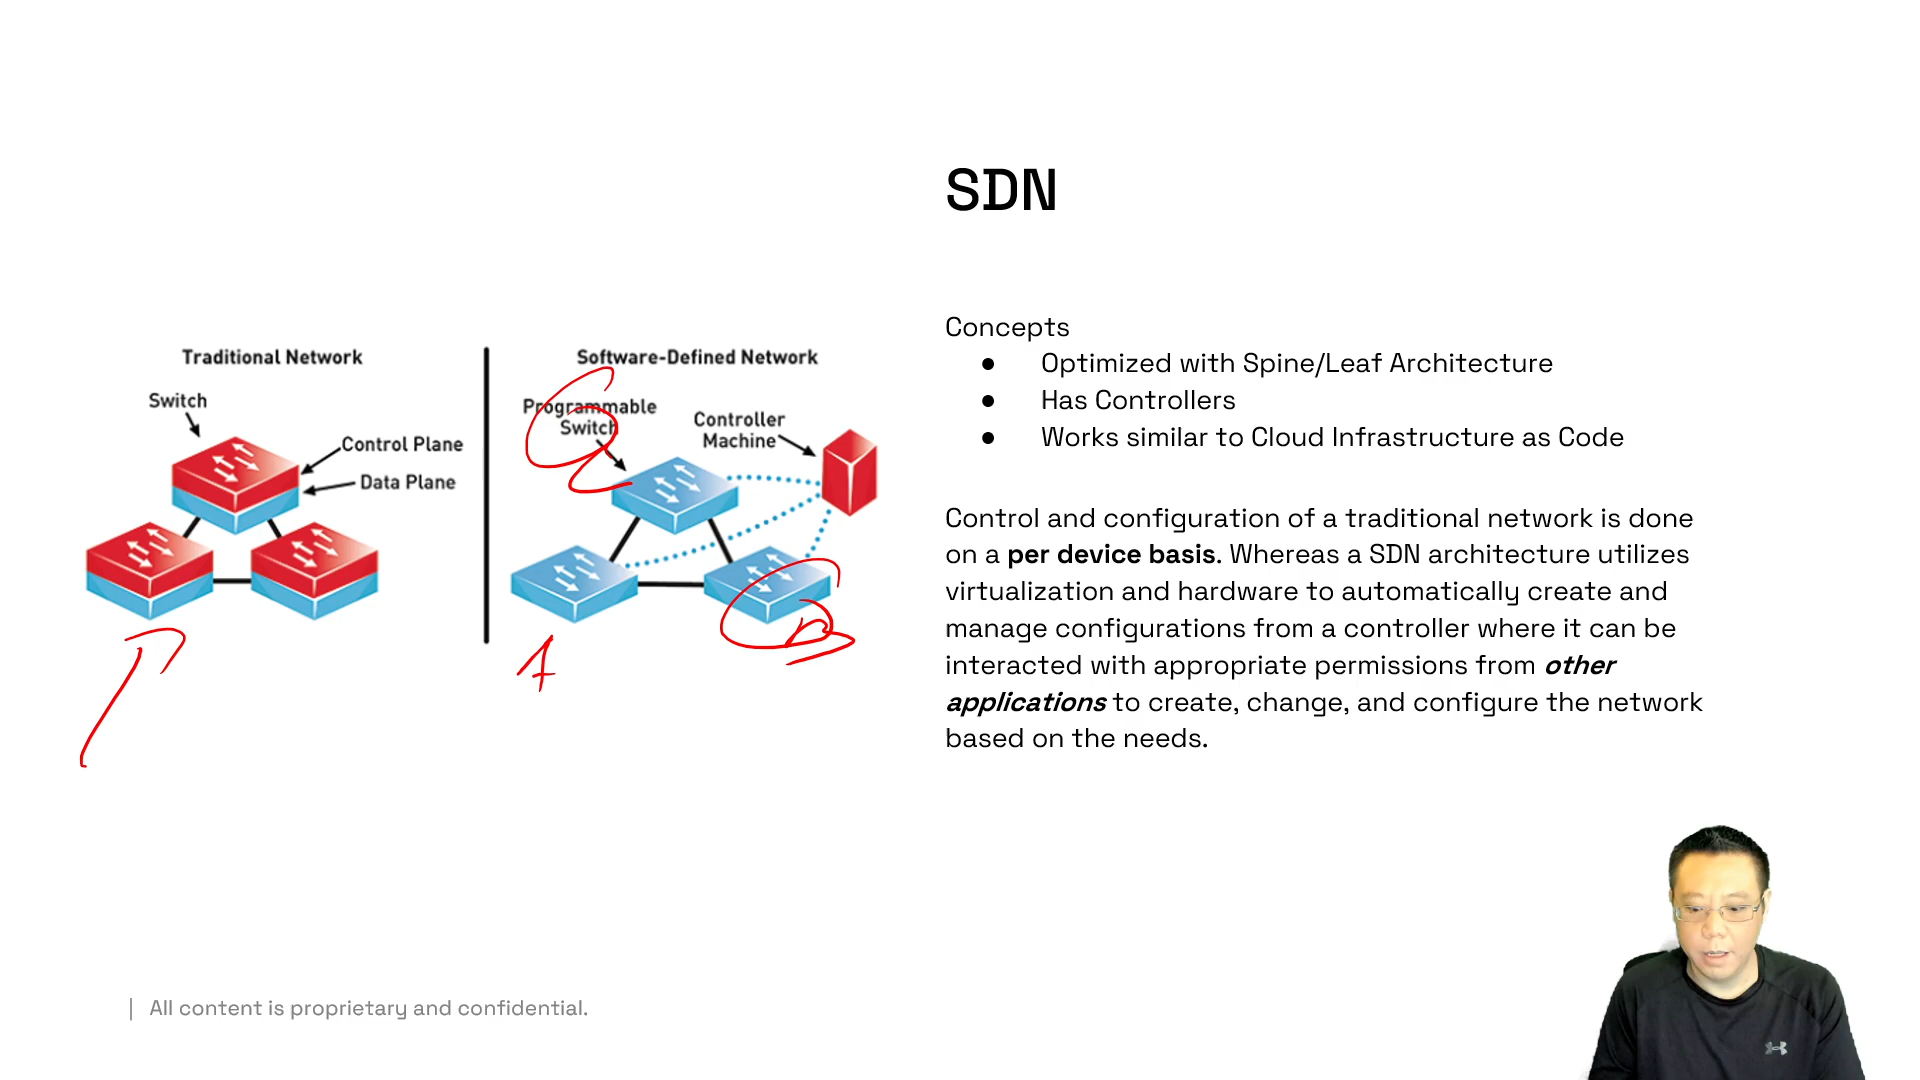 SDN
Traditional Network
Switch
Control Plane
Data Plane
Software-Defined Network
Programmable
Switch
Controller
Machine
A
B
Concepts
● Optimized with Spine/Leaf Architecture
● Has Controllers
● Works similar to Cloud Infrastructure as Code
Control and configuration of a traditional network is done
on a per device basis. Whereas a SDN architecture utilizes
virtualization and hardware to automatically create and
manage configurations from a controller where it can be
interacted with appropriate permissions from other
applications to create, change, and configure the network
based on the needs.
| All content is proprietary and confidential.